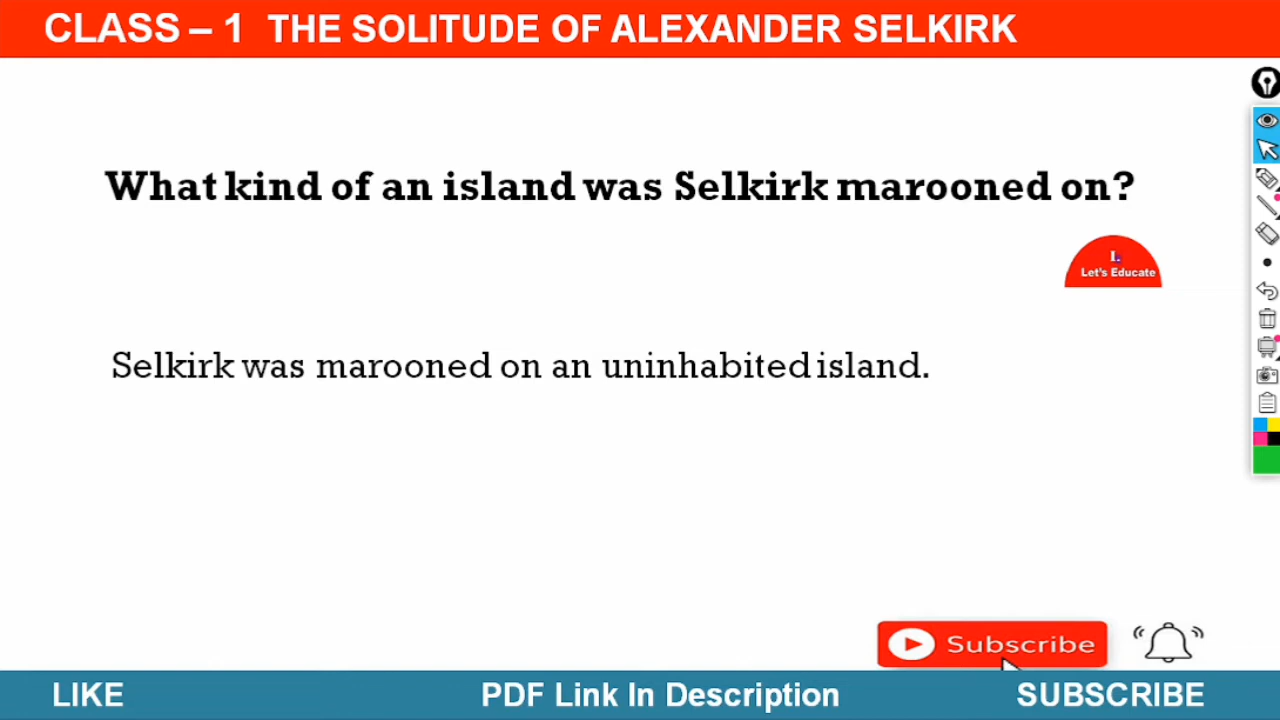 CLASS – 1 THE SOLITUDE OF ALEXANDER SELKIRK
What kind of an island was Selkirk marooned on?
L
Let's Educate
Selkirk was marooned on an uninhabited island.
Subscribe
LIKE PDF Link In Description SUBSCRIBE